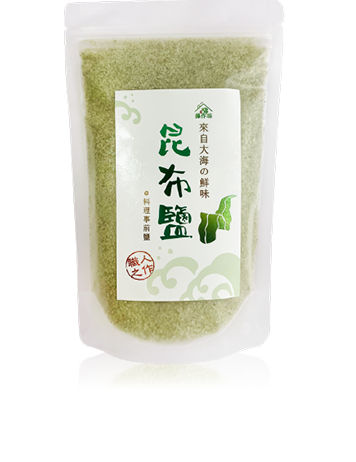 來自大海の鮮味
昆布鹽
料理事前鹽
職人之作